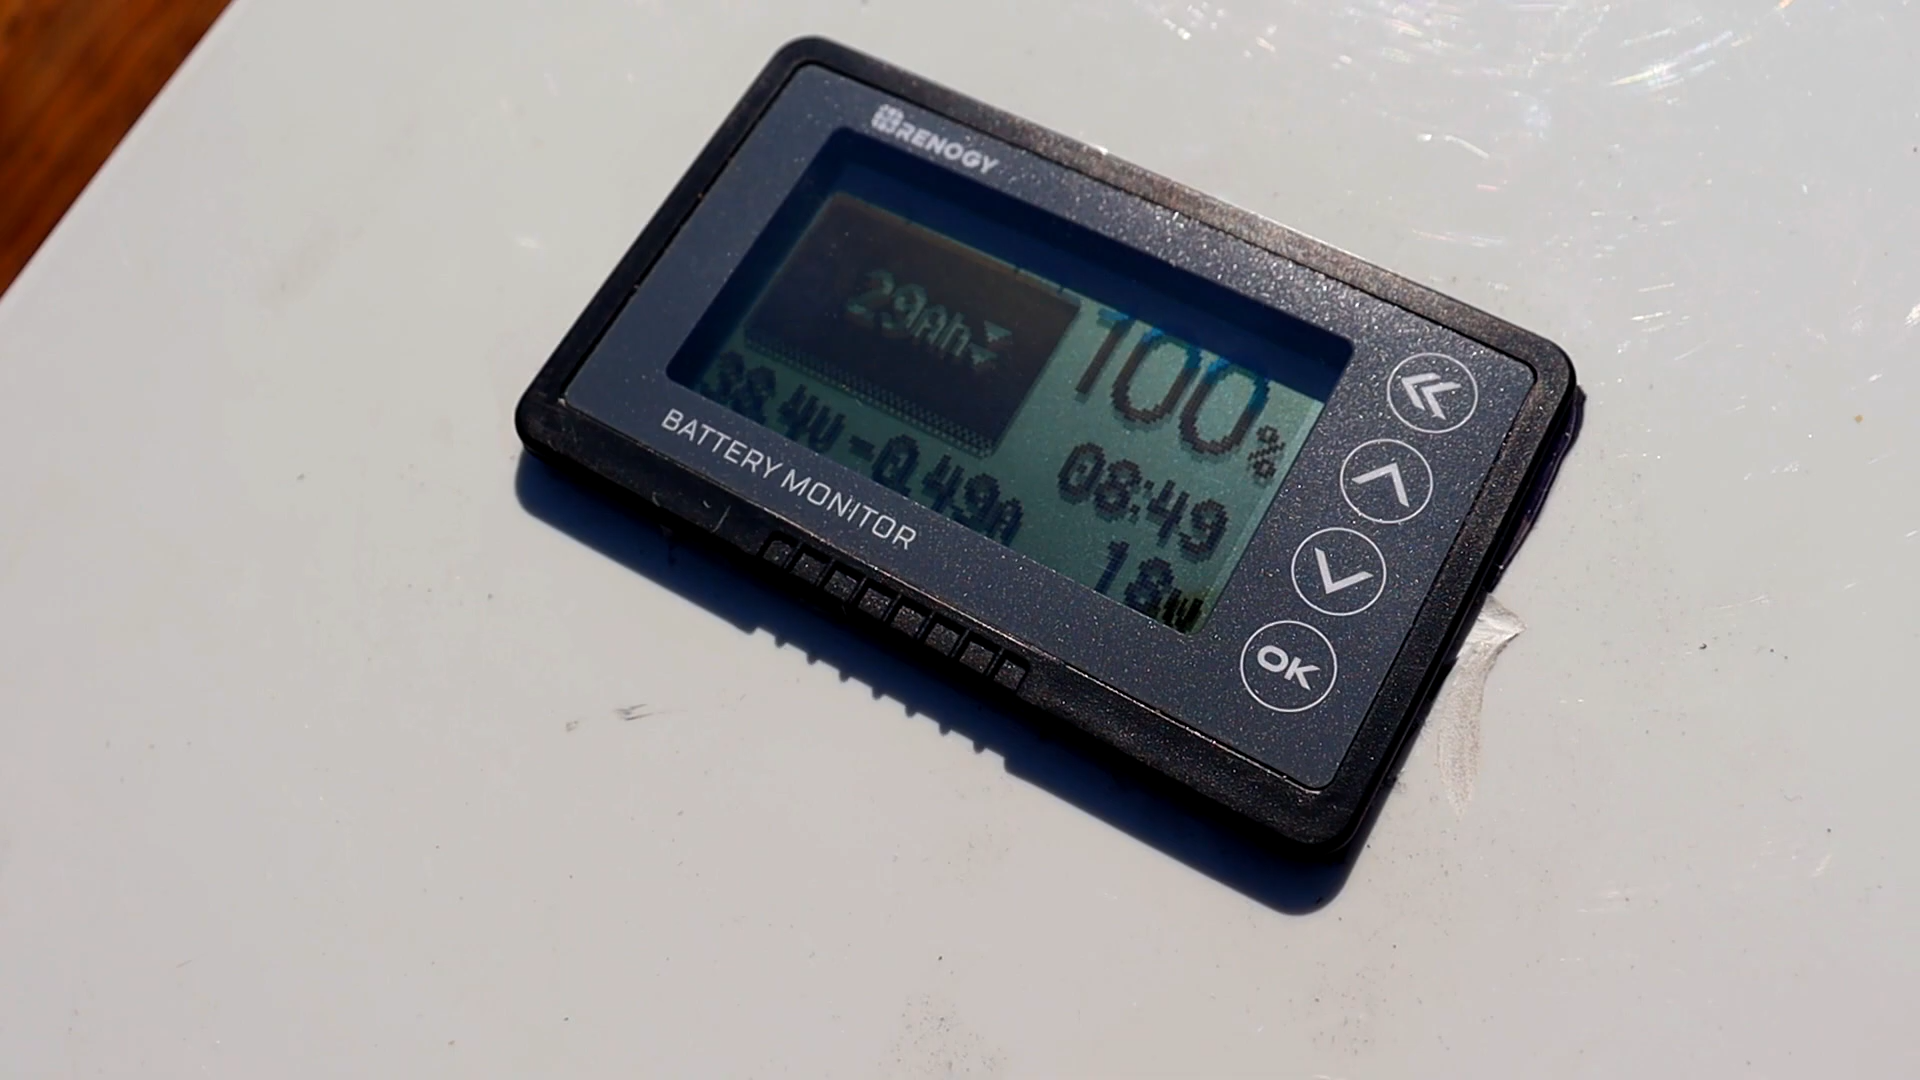 RENOGY
29Ah
100%
38.4V -0.49A
08:49
18W
BATTERY MONITOR
OK